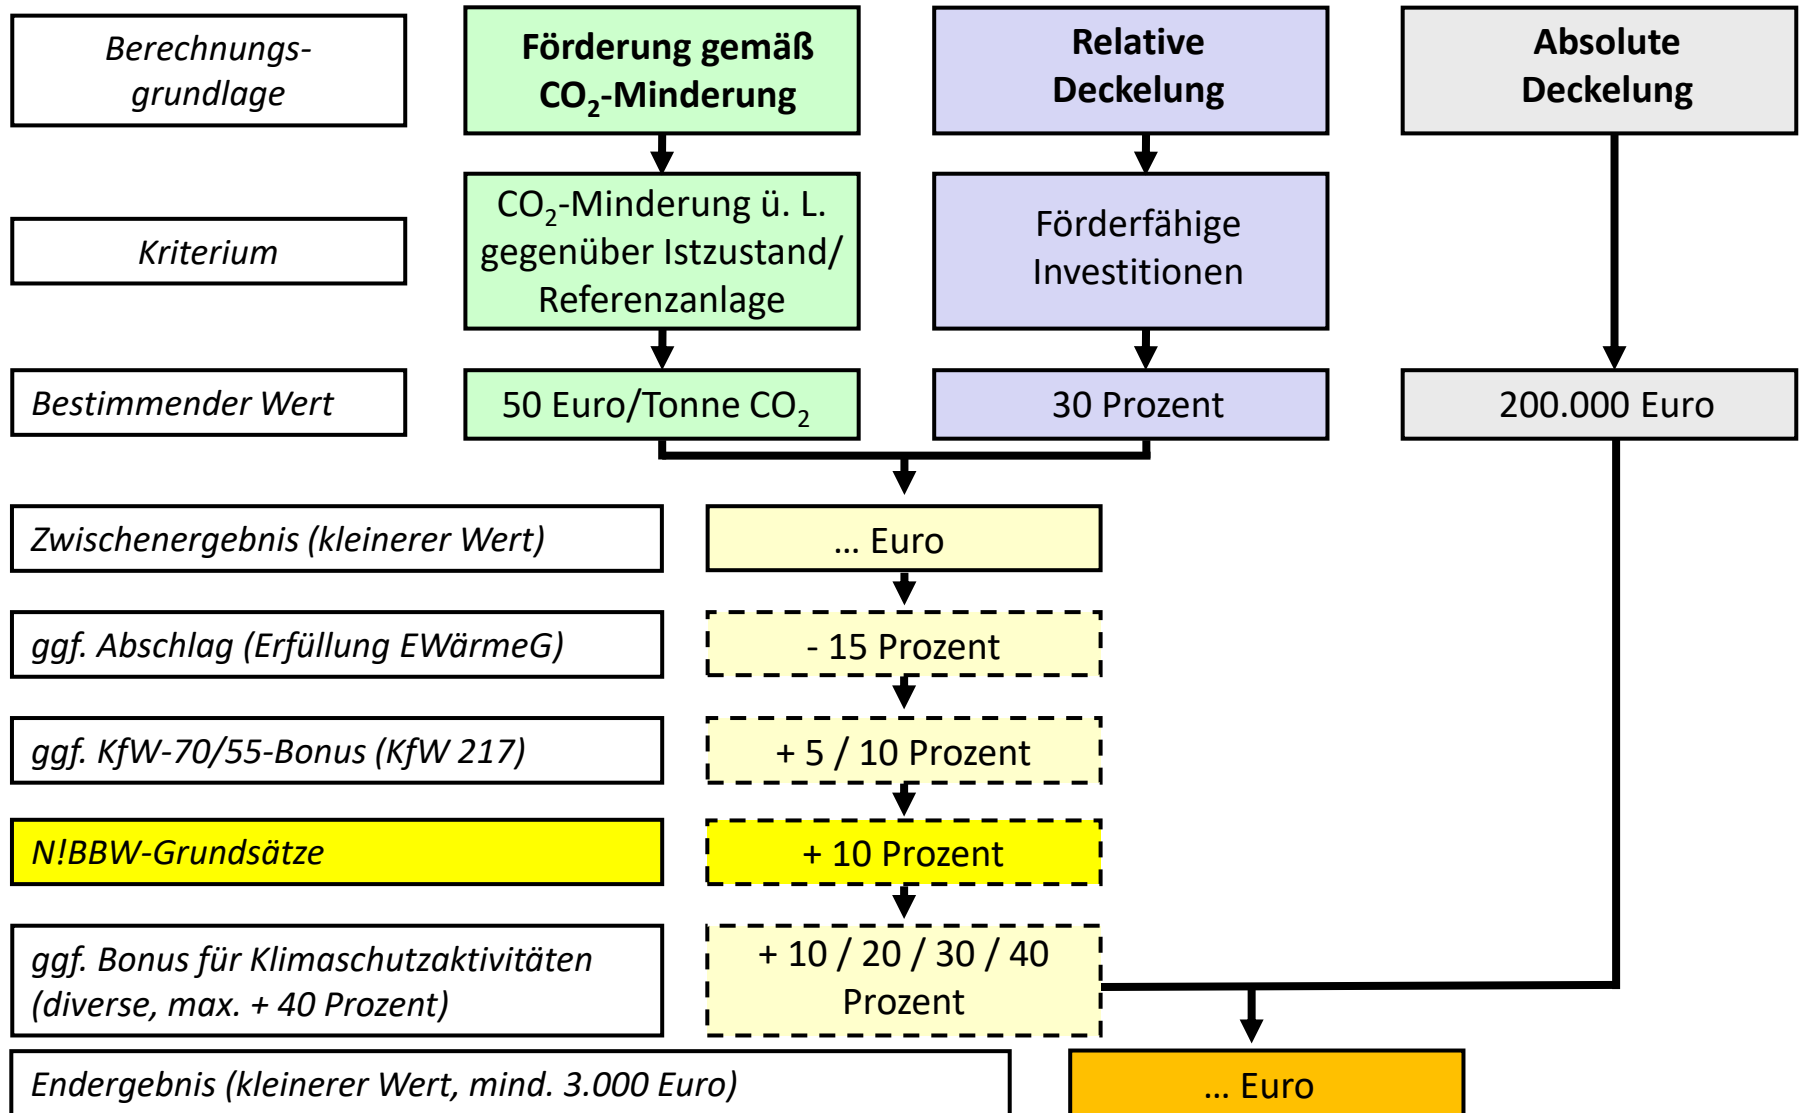 Berechnungs-
grundlage
Förderung gemäß
CO₂-Minderung
Relative
Deckelung
Absolute
Deckelung
Kriterium
CO₂-Minderung ü. L.
gegenüber Istzustand/
Referenzanlage
Förderfähige
Investitionen
Bestimmender Wert
50 Euro/Tonne CO₂
30 Prozent
200.000 Euro
Zwischenergebnis (kleinerer Wert)
... Euro
ggf. Abschlag (Erfüllung EWärmeG)
- 15 Prozent
ggf. KfW-70/55-Bonus (KfW 217)
+ 5 / 10 Prozent
N!BBW-Grundsätze
+ 10 Prozent
ggf. Bonus für Klimaschutzaktivitäten
(diverse, max. + 40 Prozent)
+ 10 / 20 / 30 / 40
Prozent
Endergebnis (kleinerer Wert, mind. 3.000 Euro)
... Euro